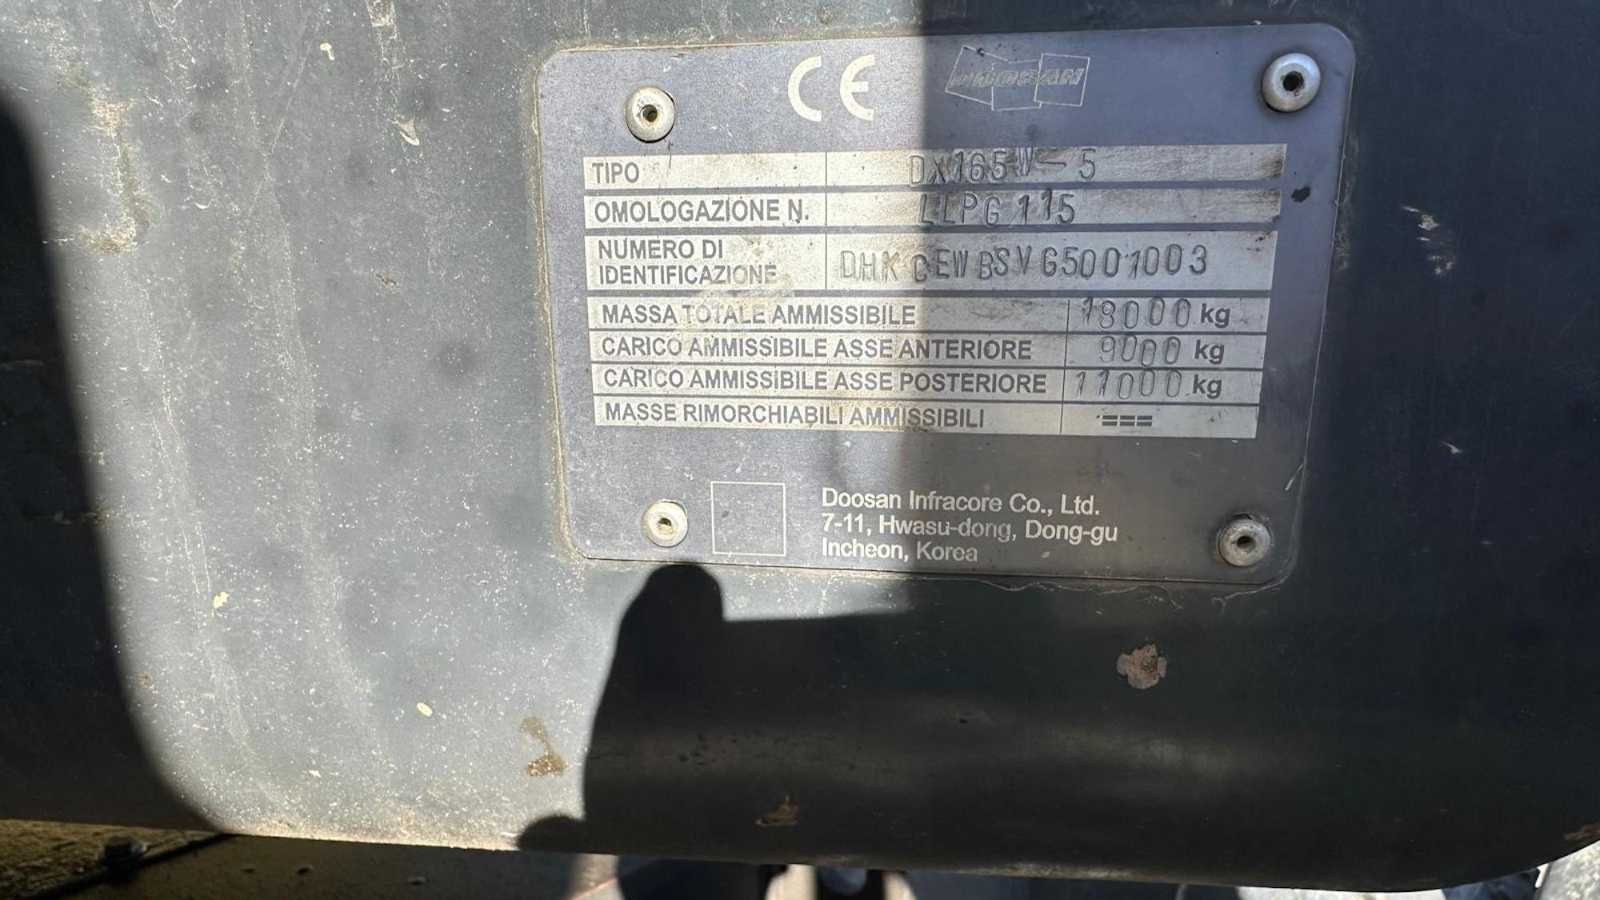 CE
DOOSAN
TIPO DX165W-5
OMOLOGAZIONE N. LLPG115
NUMERO DI
IDENTIFICAZIONE DHKCEWBSVG5001003
MASSA TOTALE AMMISSIBILE 18000 kg
CARICO AMMISSIBILE ASSE ANTERIORE 9000 kg
CARICO AMMISSIBILE ASSE POSTERIORE 11000 kg
MASSE RIMORCHIABILI AMMISSIBILI ===
Doosan Infracore Co., Ltd.
7-11, Hwasu-dong, Dong-gu
Incheon, Korea